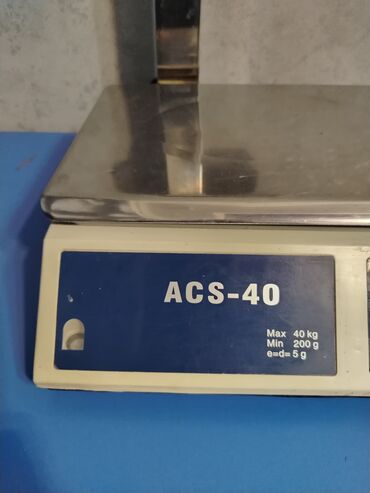 ACS-40
Max 40 kg
Min 200 g
e=d= 5 g